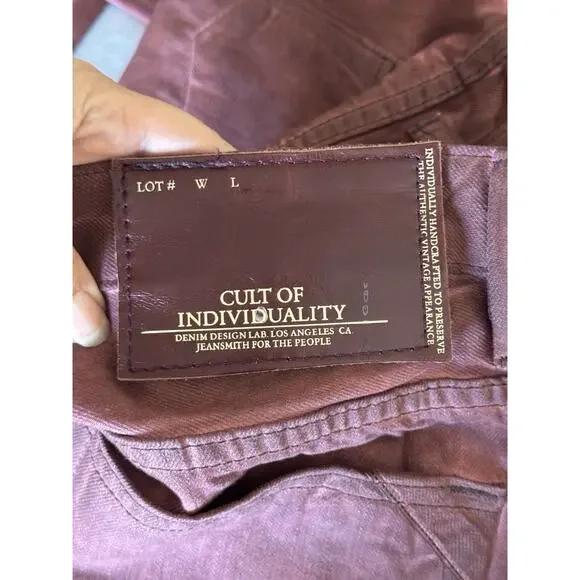 LOT # W L
CULT OF
INDIVIDUALITY
DENIM DESIGN LAB. LOS ANGELES CA.
JEANSMITH FOR THE PEOPLE
INDIVIDUALLY HANDCRAFTED TO PRESERVE
THE AUTHENTIC VINTAGE APPEARANCE